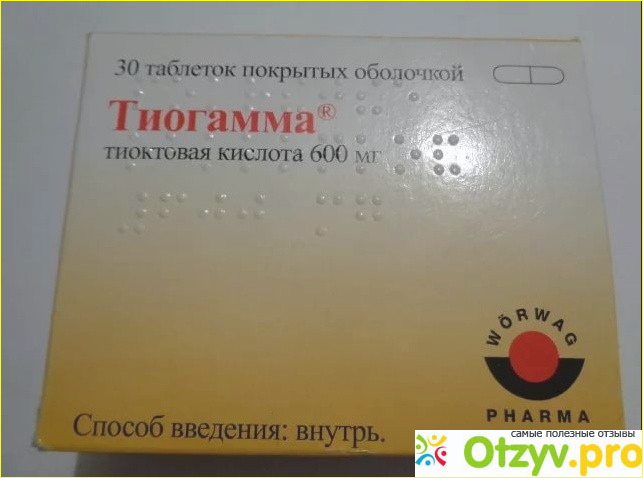 30 таблеток покрытых оболочкой
Тиогамма®
тиоктовая кислота 600 мг
WÖRWAG
PHARMA
Способ введения: внутрь.
самые полезные отзывы
Otzyv.pro